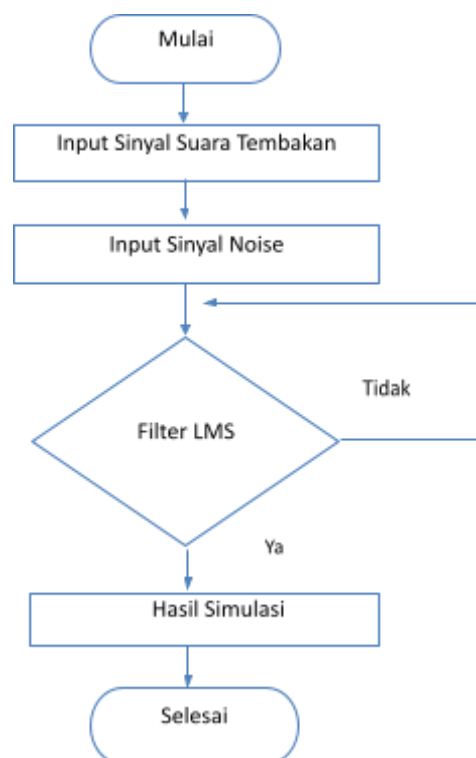 Mulai
Input Sinyal Suara Tembakan
Input Sinyal Noise
Tidak
Filter LMS
Ya
Hasil Simulasi
Selesai